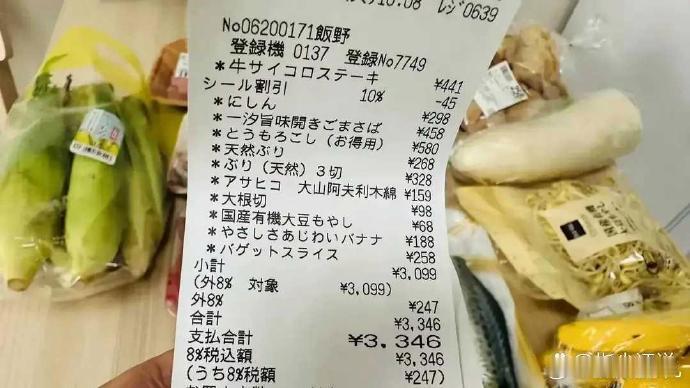 10:08 レジ0639
No06200171飯野
登録機 0137 登録No7749
*牛サイコロステーキ ¥441
シール割引 10% -45
*にしん ¥298
*一汐旨味開きごまさば ¥458
*とうもろこし（お得用） ¥580
*天然ぶり ¥268
*ぶり（天然）３切 ¥328
*アサヒコ 大山阿夫利木綿 ¥159
*大根切 ¥98
*国産有機大豆もやし ¥68
*やさしさあじわいバナナ ¥188
*バゲットスライス ¥258
小計 ¥3,099
(外8% 対象 ¥3,099)
外8% ¥247
合計 ¥3,346
支払合計 ¥3,346
8%税込額 ¥3,346
(うち8%税額 ¥247)